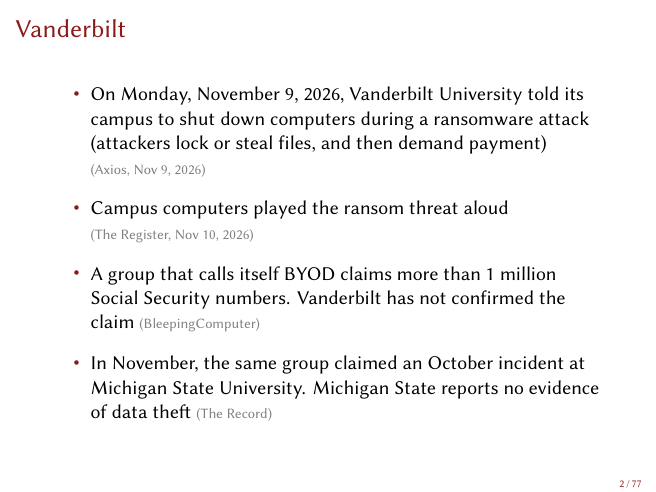 Vanderbilt
• On Monday, November 9, 2026, Vanderbilt University told its
campus to shut down computers during a ransomware attack
(attackers lock or steal files, and then demand payment)
(Axios, Nov 9, 2026)
• Campus computers played the ransom threat aloud
(The Register, Nov 10, 2026)
• A group that calls itself BYOD claims more than 1 million
Social Security numbers. Vanderbilt has not confirmed the
claim (BleepingComputer)
• In November, the same group claimed an October incident at
Michigan State University. Michigan State reports no evidence
of data theft (The Record)
2 / 77